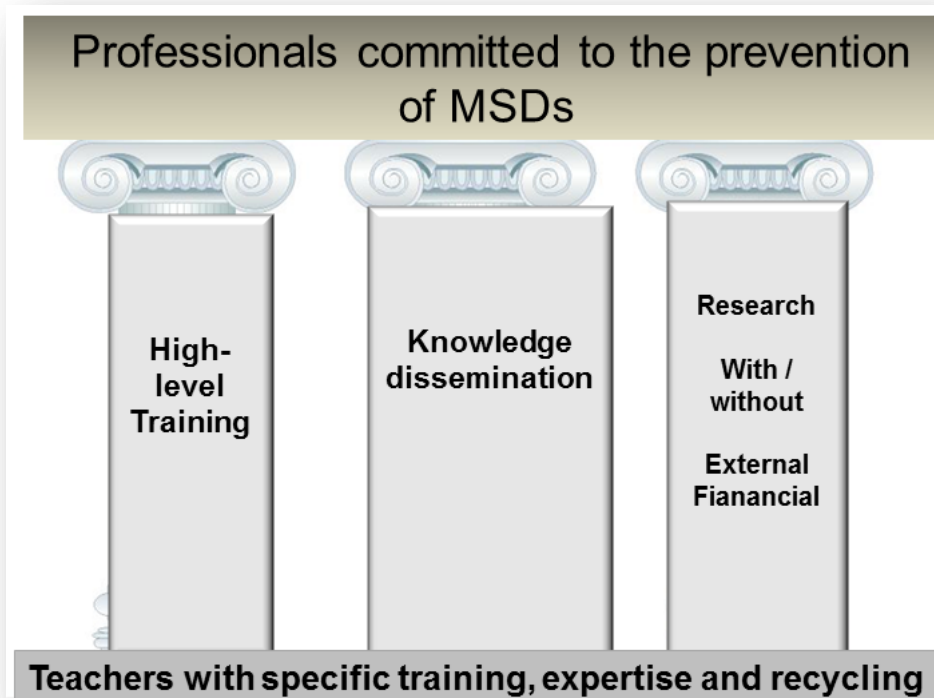 Professionals committed to the prevention
of MSDs
High-
level
Training
Knowledge
dissemination
Research
With /
without
External
Fianancial
Teachers with specific training, expertise and recycling